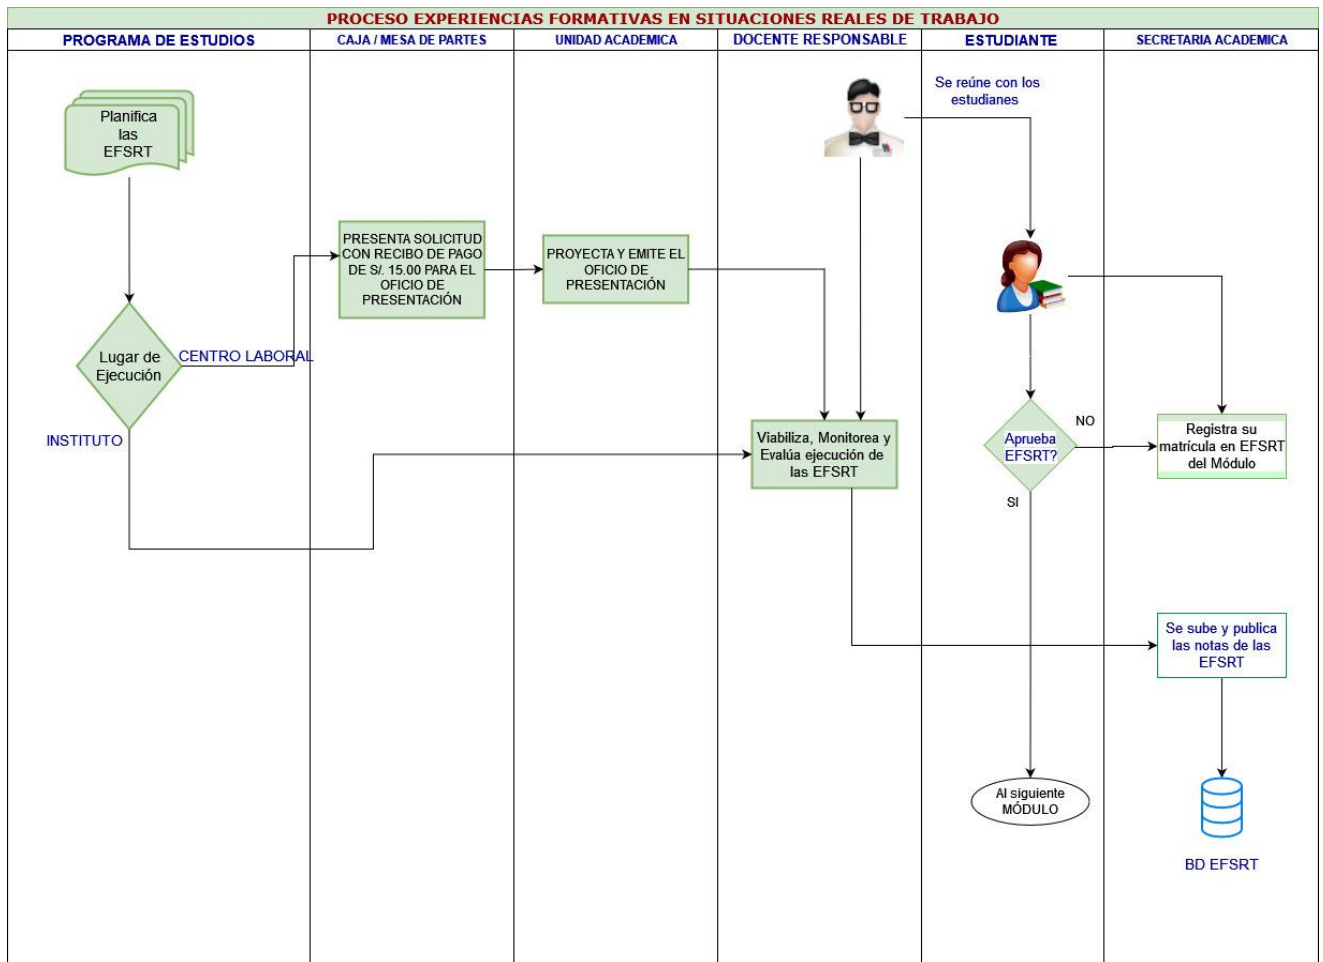 PROCESO EXPERIENCIAS FORMATIVAS EN SITUACIONES REALES DE TRABAJO
PROGRAMA DE ESTUDIOS
CAJA / MESA DE PARTES
UNIDAD ACADEMICA
DOCENTE RESPONSABLE
ESTUDIANTE
SECRETARIA ACADEMICA
Se reúne con los
estudianes
Planifica
las
EFSRT
PRESENTA SOLICITUD
CON RECIBO DE PAGO
DE S/. 15.00 PARA EL
OFICIO DE
PRESENTACIÓN
PROYECTA Y EMITE EL
OFICIO DE
PRESENTACIÓN
Lugar de
Ejecución
CENTRO LABORAL
INSTITUTO
Viabiliza, Monitorea y
Evalúa ejecución de
las EFSRT
Aprueba
EFSRT?
NO
SI
Registra su
matrícula en EFSRT
del Módulo
Se sube y publica
las notas de las
EFSRT
Al siguiente
MÓDULO
BD EFSRT